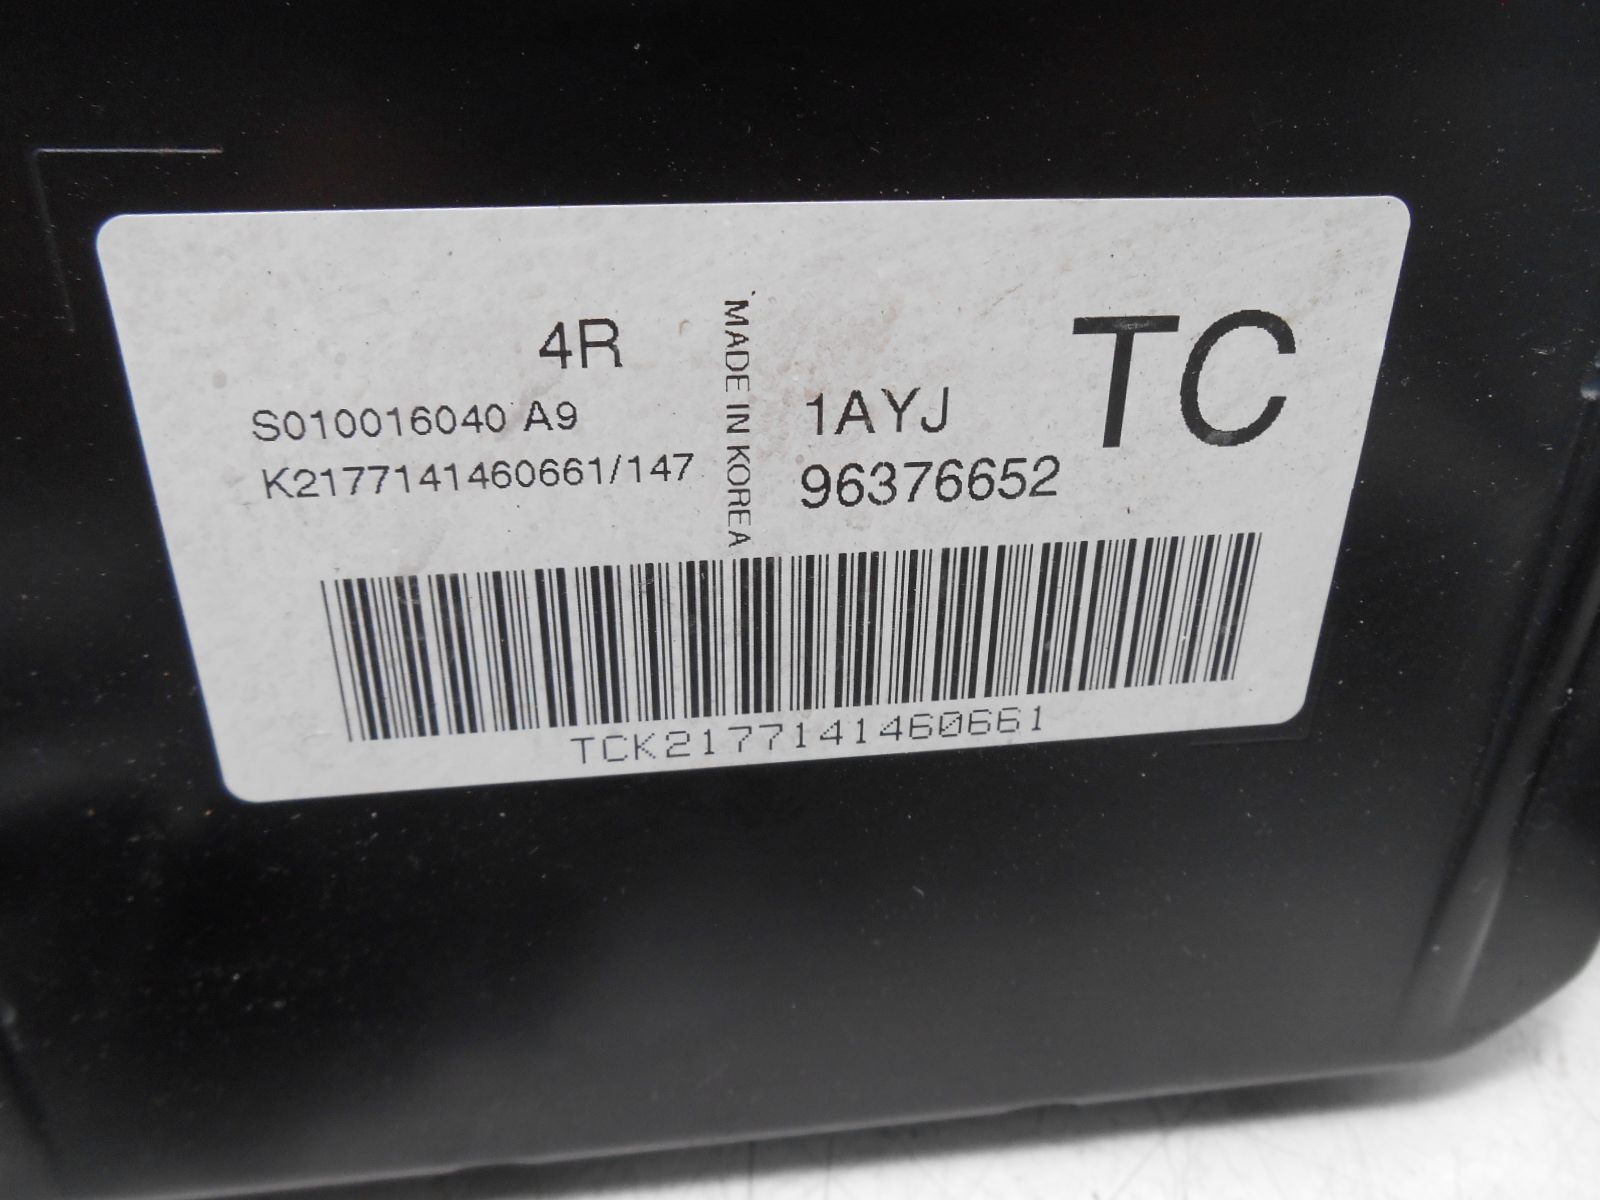 4R
S010016040 A9
K2177141460661/147
MADE IN KOREA
1AYJ
96376652
TC
TCK2177141460661